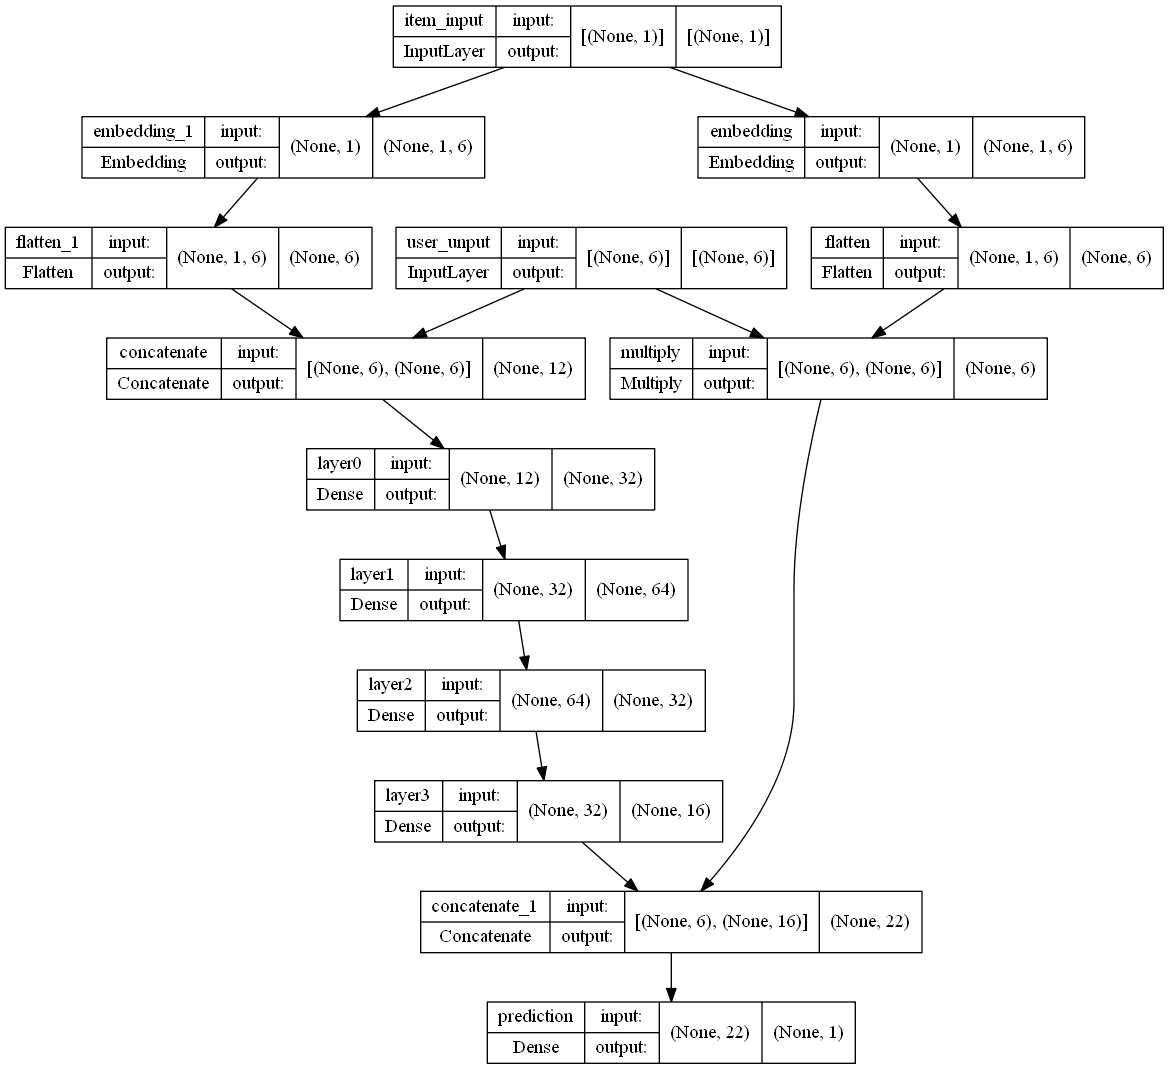 item_input input: [(None, 1)] [(None, 1)]
InputLayer output:
embedding_1 input: (None, 1) (None, 1, 6)
Embedding output:
embedding input: (None, 1) (None, 1, 6)
Embedding output:
flatten_1 input: (None, 1, 6) (None, 6)
Flatten output:
user_unput input: [(None, 6)] [(None, 6)]
InputLayer output:
flatten input: (None, 1, 6) (None, 6)
Flatten output:
concatenate input: [(None, 6), (None, 6)] (None, 12)
Concatenate output:
multiply input: [(None, 6), (None, 6)] (None, 6)
Multiply output:
layer0 input: (None, 12) (None, 32)
Dense output:
layer1 input: (None, 32) (None, 64)
Dense output:
layer2 input: (None, 64) (None, 32)
Dense output:
layer3 input: (None, 32) (None, 16)
Dense output:
concatenate_1 input: [(None, 6), (None, 16)] (None, 22)
Concatenate output:
prediction input: (None, 22) (None, 1)
Dense output: